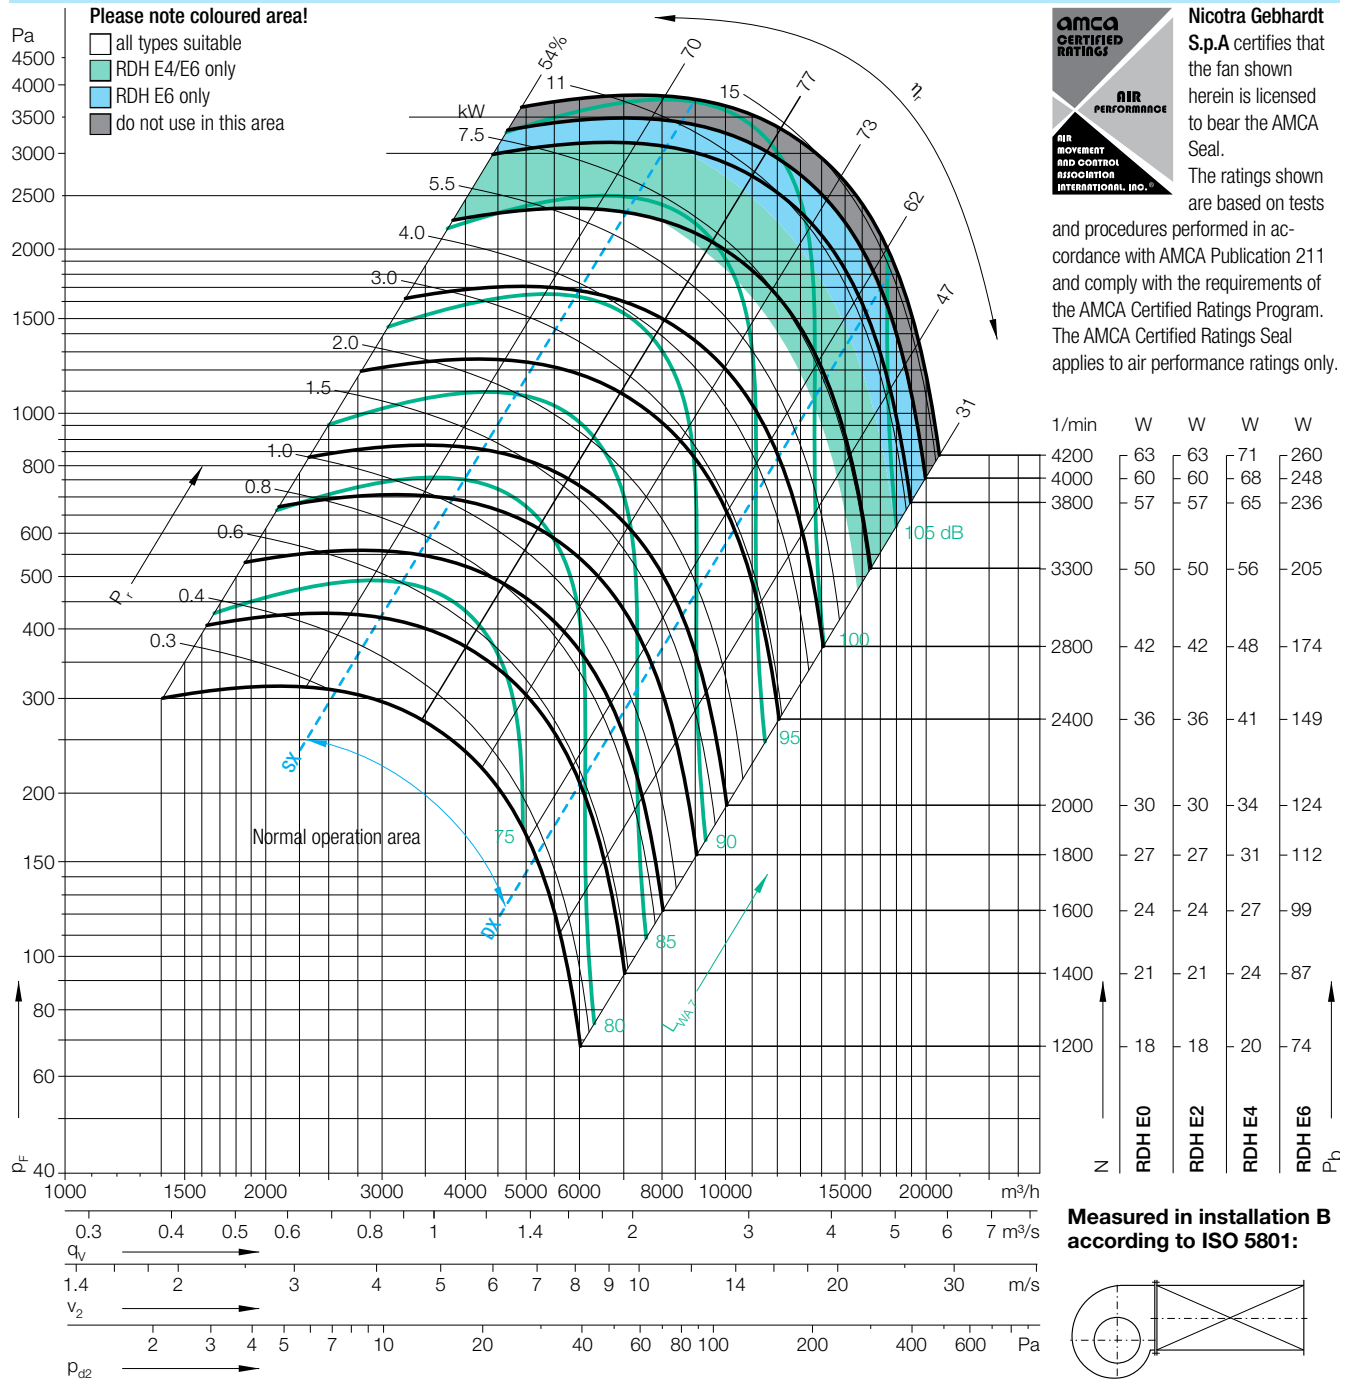 Please note coloured area!
all types suitable
RDH E4/E6 only
RDH E6 only
do not use in this area
Pa
4500
4000
3500
3000
2500
2000
1500
1000
800
600
500
400
300
200
150
100
80
60
40
p_F
P_r
54%
70
77
73
62
47
31
η_r
kW
15
11
7.5
5.5
4.0
3.0
2.0
1.5
1.0
0.8
0.6
0.4
0.3
SX
DX
Normal operation area
75
80
85
90
95
100
105 dB
L_WA 7
amca
CERTIFIED
RATINGS
AIR
PERFORMANCE
AIR
MOVEMENT
AND CONTROL
ASSOCIATION
INTERNATIONAL, INC.®
Nicotra Gebhardt
S.p.A certifies that
the fan shown
herein is licensed
to bear the AMCA
Seal.
The ratings shown
are based on tests
and procedures performed in ac-
cordance with AMCA Publication 211
and comply with the requirements of
the AMCA Certified Ratings Program.
The AMCA Certified Ratings Seal
applies to air performance ratings only.
1/min W W W W
4200 63 63 71 260
4000 60 60 68 248
3800 57 57 65 236
3300 50 50 56 205
2800 42 42 48 174
2400 36 36 41 149
2000 30 30 34 124
1800 27 27 31 112
1600 24 24 27 99
1400 21 21 24 87
1200 18 18 20 74
N RDH E0 RDH E2 RDH E4 RDH E6 P_b
1000 1500 2000 3000 4000 5000 6000 8000 10000 15000 20000 m³/h
0.3 0.4 0.5 0.6 0.8 1 1.4 2 3 4 5 6 7 m³/s
q_V
1.4 2 3 4 5 6 7 8 9 10 14 20 30 m/s
v_2
2 3 4 5 7 10 20 40 60 80 100 200 400 600 Pa
p_d2
Measured in installation B
according to ISO 5801: